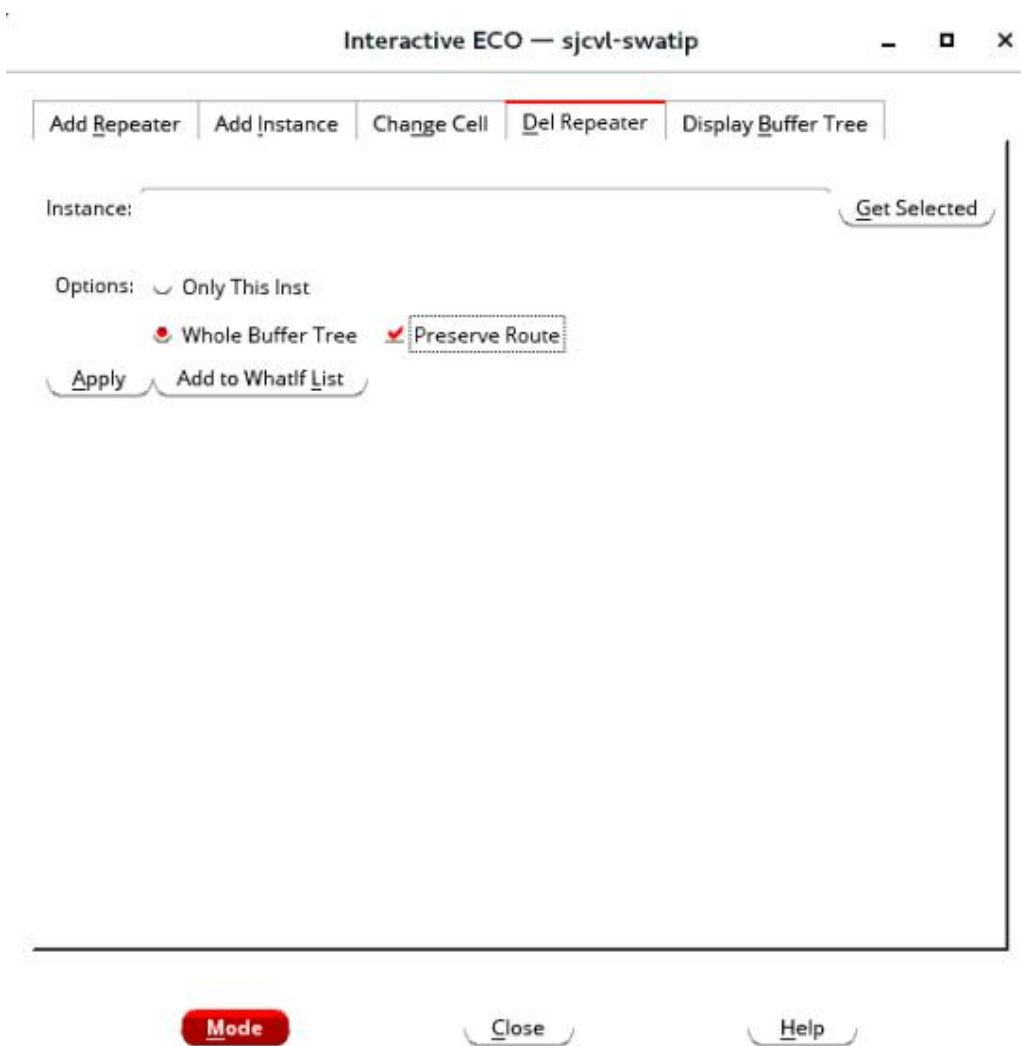 Interactive ECO — sjcvl-swatip
Add Repeater Add Instance Change Cell Del Repeater Display Buffer Tree
Instance: Get Selected
Options: Only This Inst
Whole Buffer Tree Preserve Route
Apply Add to WhatIf List
Mode Close Help